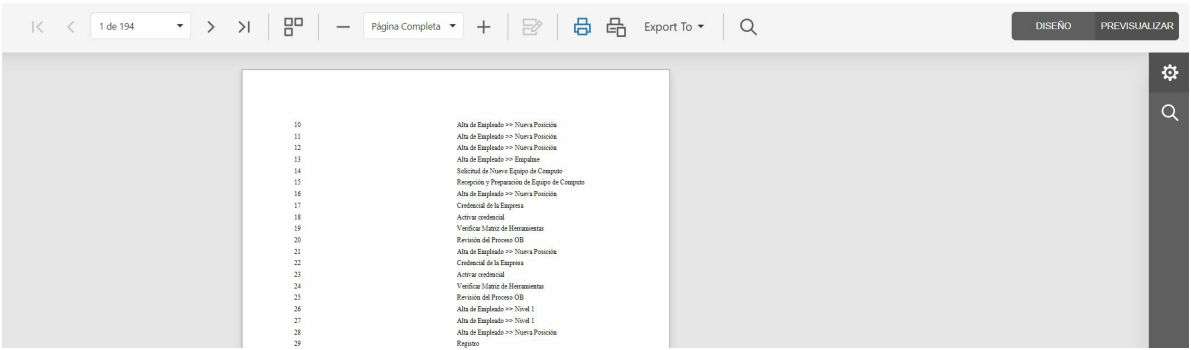 1 de 194 Página Completa Export To DISEÑO PREVISUALIZAR
10 Alta de Empleado >> Nueva Posición
11 Alta de Empleado >> Nueva Posición
12 Alta de Empleado >> Nueva Posición
13 Alta de Empleado >> Empalme
14 Solicitud de Nuevo Equipo de Computo
15 Recepción y Preparación de Equipo de Computo
16 Alta de Empleado >> Nueva Posición
17 Credencial de la Empresa
18 Activar credencial
19 Verificar Matriz de Herramientas
20 Revisión del Proceso OB
21 Alta de Empleado >> Nueva Posición
22 Credencial de la Empresa
23 Activar credencial
24 Verificar Matriz de Herramientas
25 Revisión del Proceso OB
26 Alta de Empleado >> Nivel 1
27 Alta de Empleado >> Nivel 1
28 Alta de Empleado >> Nueva Posición
29 Registro